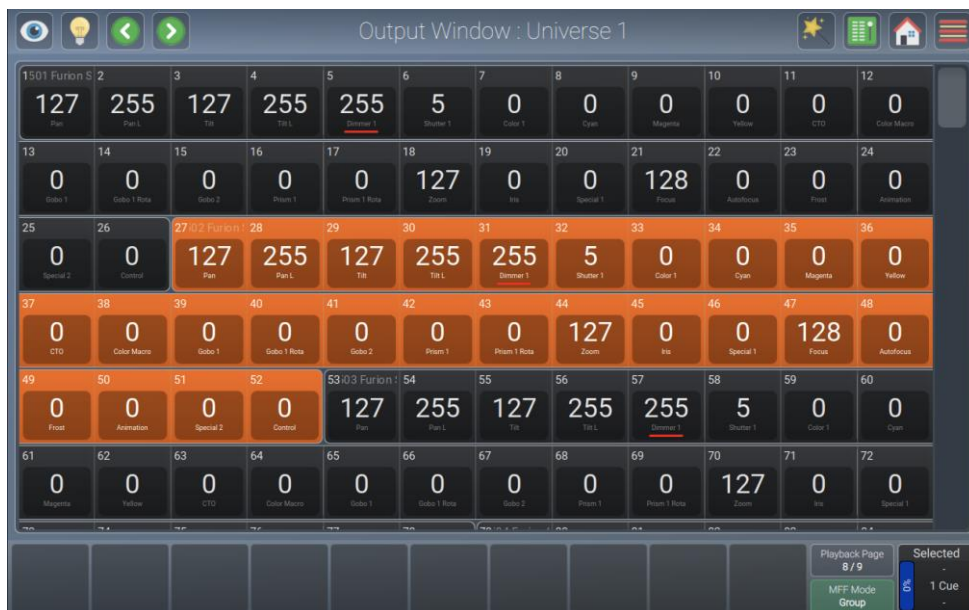 Output Window : Universe 1
1 501 Furion S 2 3 4 5 6 7 8 9 10 11 12
127 255 127 255 255 5 0 0 0 0 0 0
Pan Pan L Tilt Tilt L Dimmer 1 Shutter 1 Color 1 Cyan Magenta Yellow CTO Color Macro
13 14 15 16 17 18 19 20 21 22 23 24
0 0 0 0 0 127 0 0 128 0 0 0
Gobo 1 Gobo 1 Rota Gobo 2 Prism 1 Prism 1 Rota Zoom Iris Special 1 Focus Autofocus Frost Animation
25 26 27 02 Furion 28 29 30 31 32 33 34 35 36
0 0 127 255 127 255 255 5 0 0 0 0
Special 2 Control Pan Pan L Tilt Tilt L Dimmer 1 Shutter 1 Color 1 Cyan Magenta Yellow
37 38 39 40 41 42 43 44 45 46 47 48
0 0 0 0 0 0 0 127 0 0 128 0
CTO Color Macro Gobo 1 Gobo 1 Rota Gobo 2 Prism 1 Prism 1 Rota Zoom Iris Special 1 Focus Autofocus
49 50 51 52 53 03 Furion 54 55 56 57 58 59 60
0 0 0 0 127 255 127 255 255 5 0 0
Frost Animation Special 2 Control Pan Pan L Tilt Tilt L Dimmer 1 Shutter 1 Color 1 Cyan
61 62 63 64 65 66 67 68 69 70 71 72
0 0 0 0 0 0 0 0 0 127 0 0
Magenta Yellow CTO Color Macro Gobo 1 Gobo 1 Rota Gobo 2 Prism 1 Prism 1 Rota Zoom Iris Special 1
Playback Page
8/9
MFF Mode
Group
Selected
-
0% 1 Cue
-